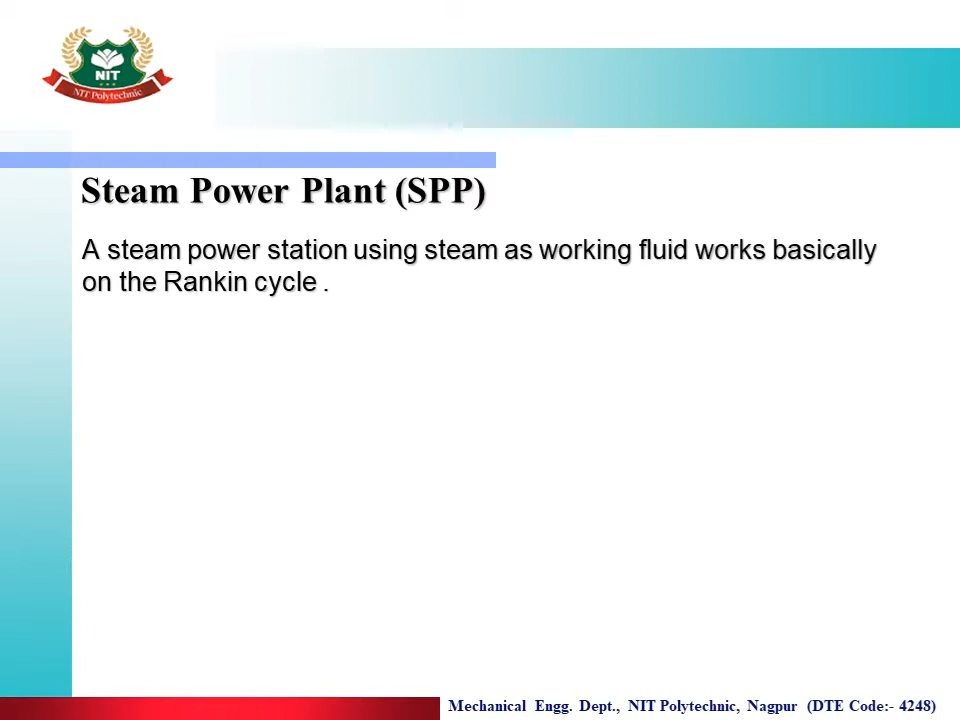 NIT
NIT Polytechnic
Steam Power Plant (SPP)
A steam power station using steam as working fluid works basically
on the Rankin cycle .
Mechanical Engg. Dept., NIT Polytechnic, Nagpur (DTE Code:- 4248)